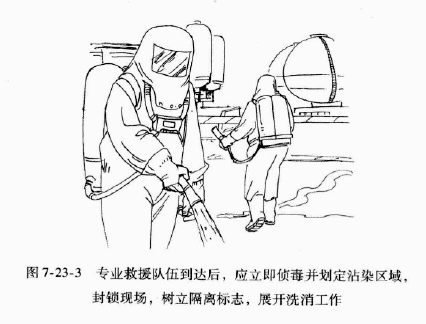 图 7-23-3 专业救援队伍到达后，应立即侦毒并划定沾染区域，
封锁现场，树立隔离标志，展开洗消工作